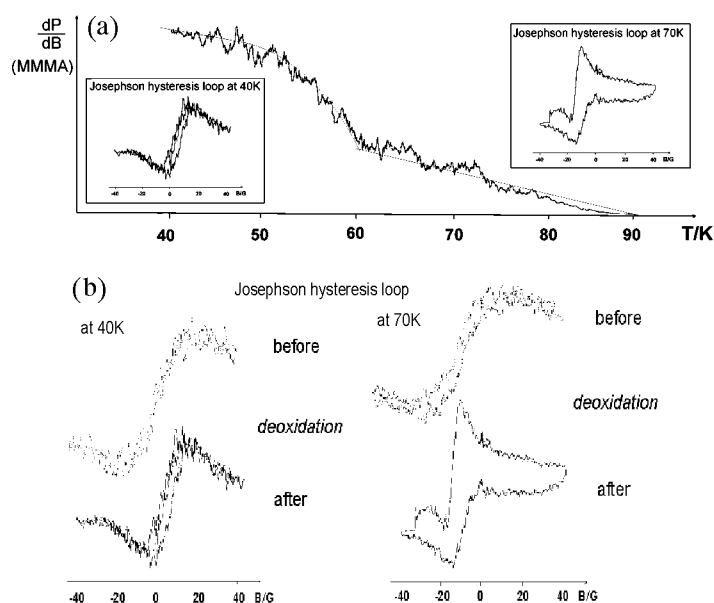 dP
dB
(MMMA)
(a)
Josephson hysteresis loop at 40K
-40 -20 0 20 40 B/G
Josephson hysteresis loop at 70K
-40 -20 0 20 40 B/G
40 50 60 70 80 90 T/K
(b)
Josephson hysteresis loop
at 40K
before
deoxidation
after
-40 -20 0 20 40 B/G
at 70K
before
deoxidation
after
-40 -20 0 20 40 B/G